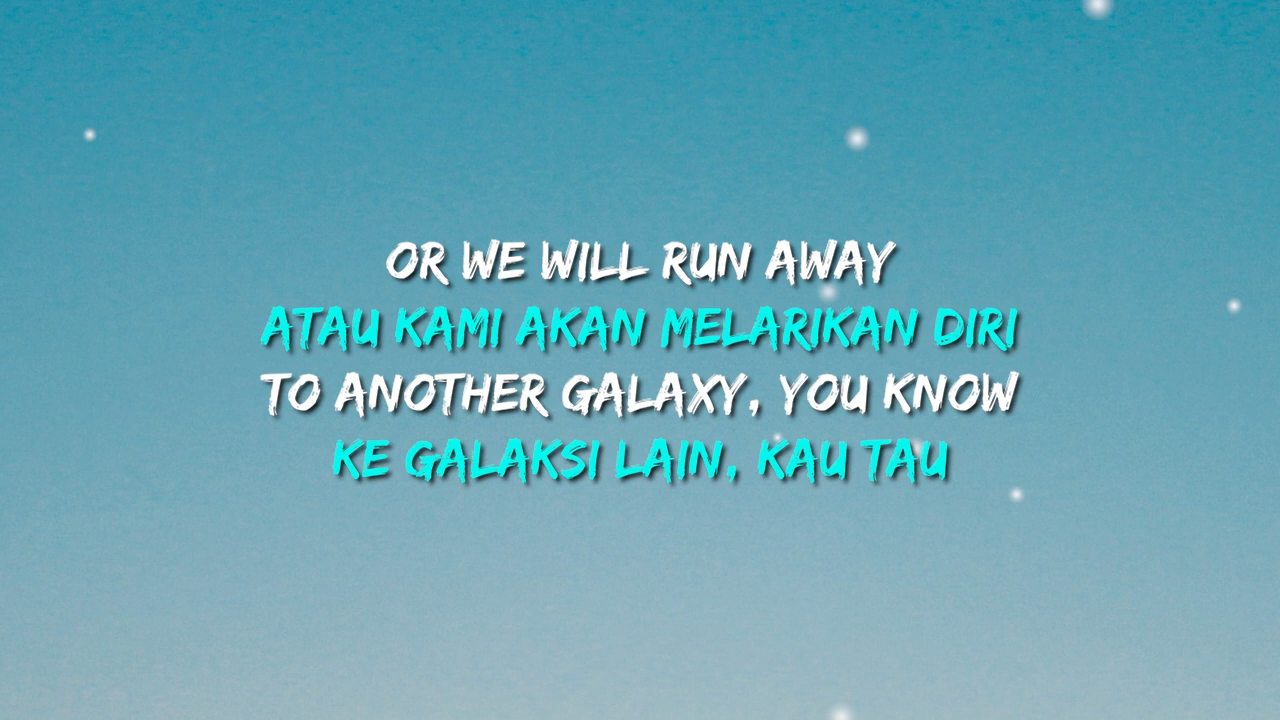 OR WE WILL RUN AWAY
ATAU KAMI AKAN MELARIKAN DIRI
TO ANOTHER GALAXY, YOU KNOW
KE GALAKSI LAIN, KAU TAU